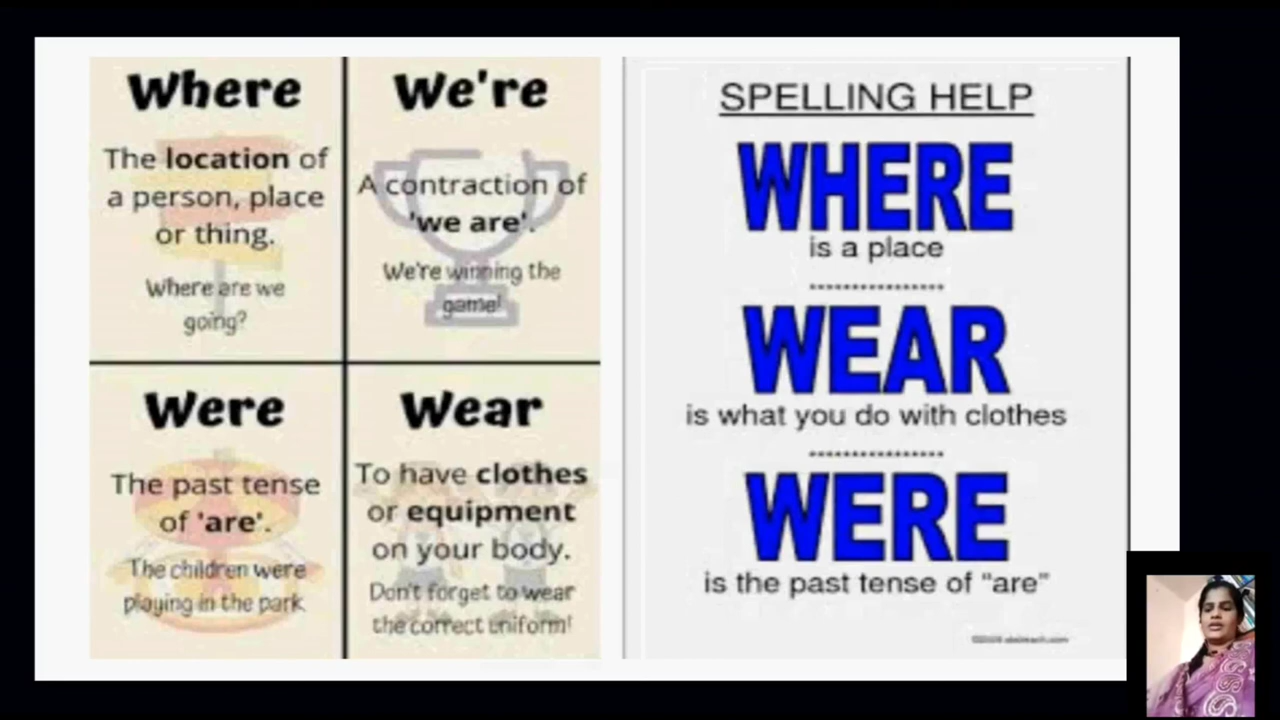 Where
The location of
a person, place
or thing.
Where are we
going?
We're
A contraction of
'we are'.
We're winning the
game!
Were
The past tense
of 'are'.
The children were
playing in the park
Wear
To have clothes
or equipment
on your body.
Don't forget to wear
the correct uniform!
SPELLING HELP
WHERE
is a place
WEAR
is what you do with clothes
WERE
is the past tense of "are"